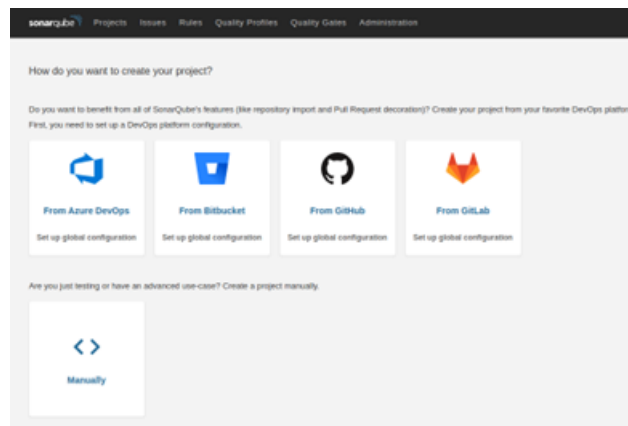 sonarqube Projects Issues Rules Quality Profiles Quality Gates Administration
How do you want to create your project?
Do you want to benefit from all of SonarQube's features (like repository import and Pull Request decoration)? Create your project from your favorite DevOps platfor
First, you need to set up a DevOps platform configuration.
From Azure DevOps From Bitbucket From GitHub From GitLab
Set up global configuration Set up global configuration Set up global configuration Set up global configuration
Are you just testing or have an advanced use-case? Create a project manually.
Manually